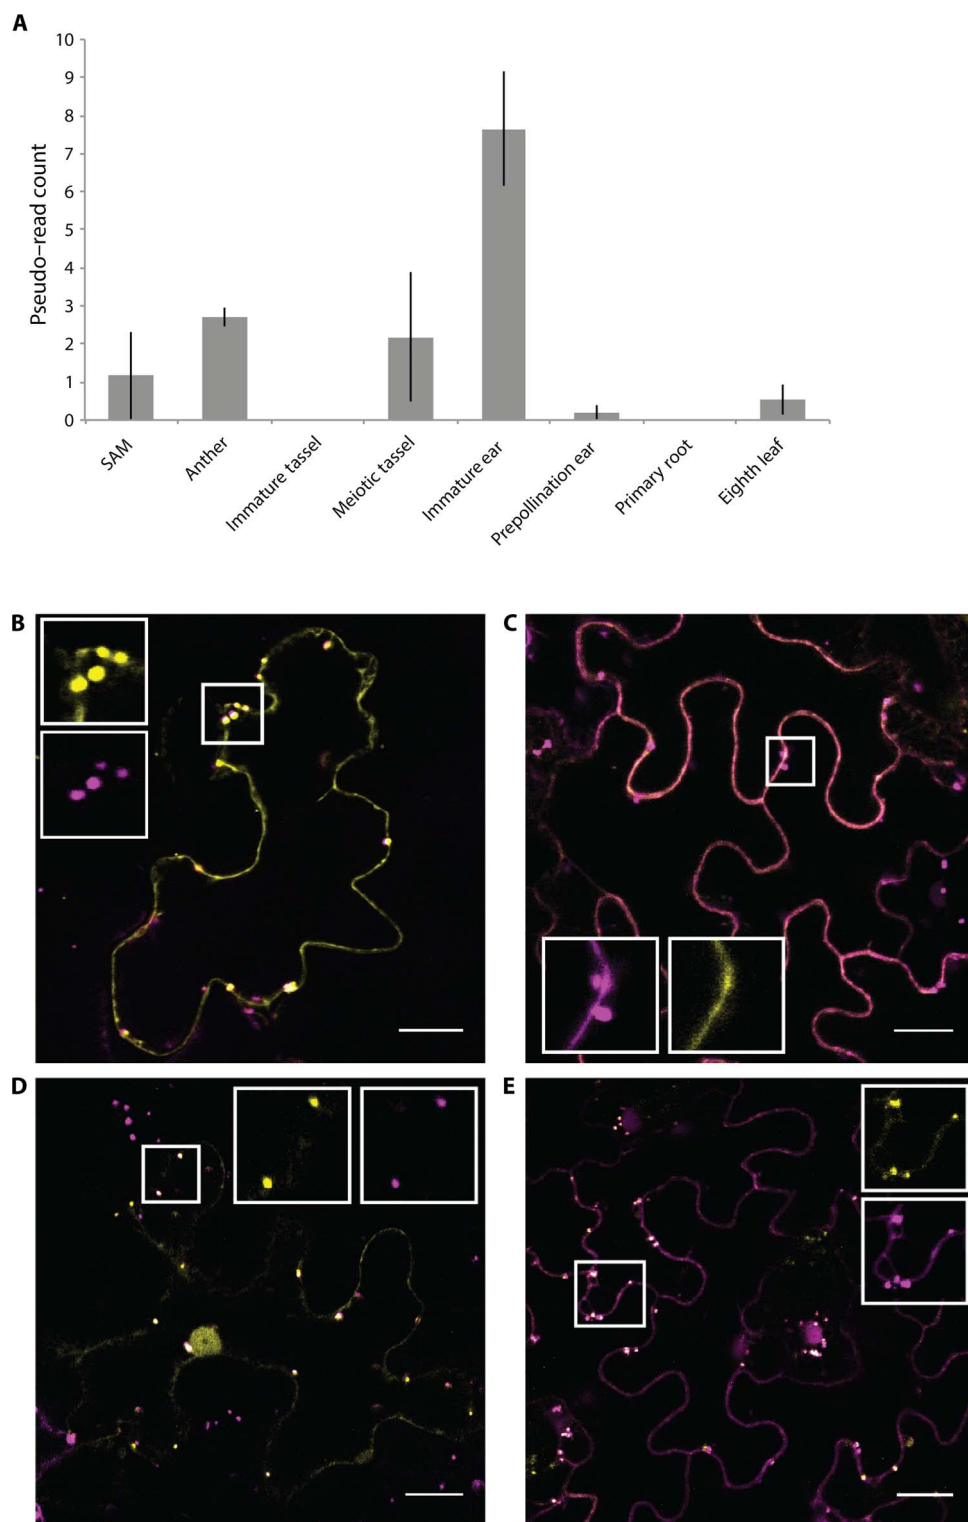 A
10
9
8
7
6
5
4
3
2
1
0
Pseudo–read count
SAM
Anther
Immature tassel
Meiotic tassel
Immature ear
Prepollination ear
Primary root
Eighth leaf
B
C
D
E